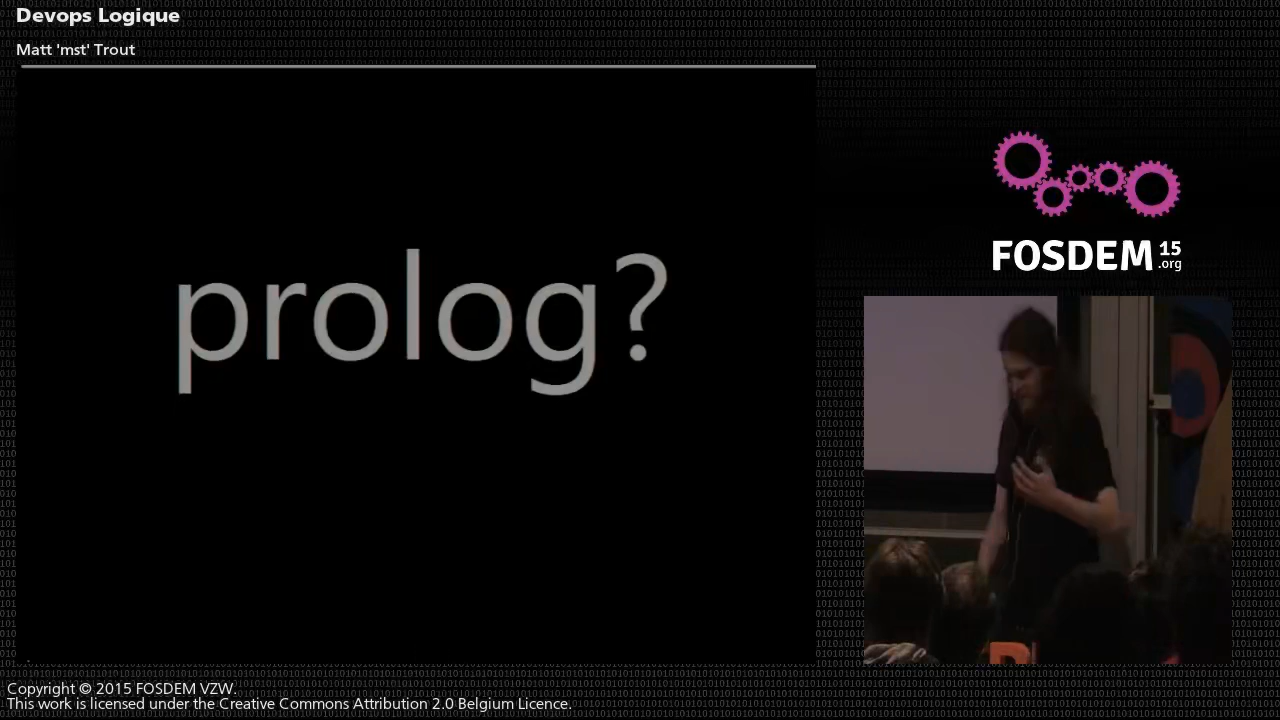 Devops Logique
Matt 'mst' Trout
prolog?
FOSDEM 15
.org
Copyright © 2015 FOSDEM VZW.
This work is licensed under the Creative Commons Attribution 2.0 Belgium Licence.